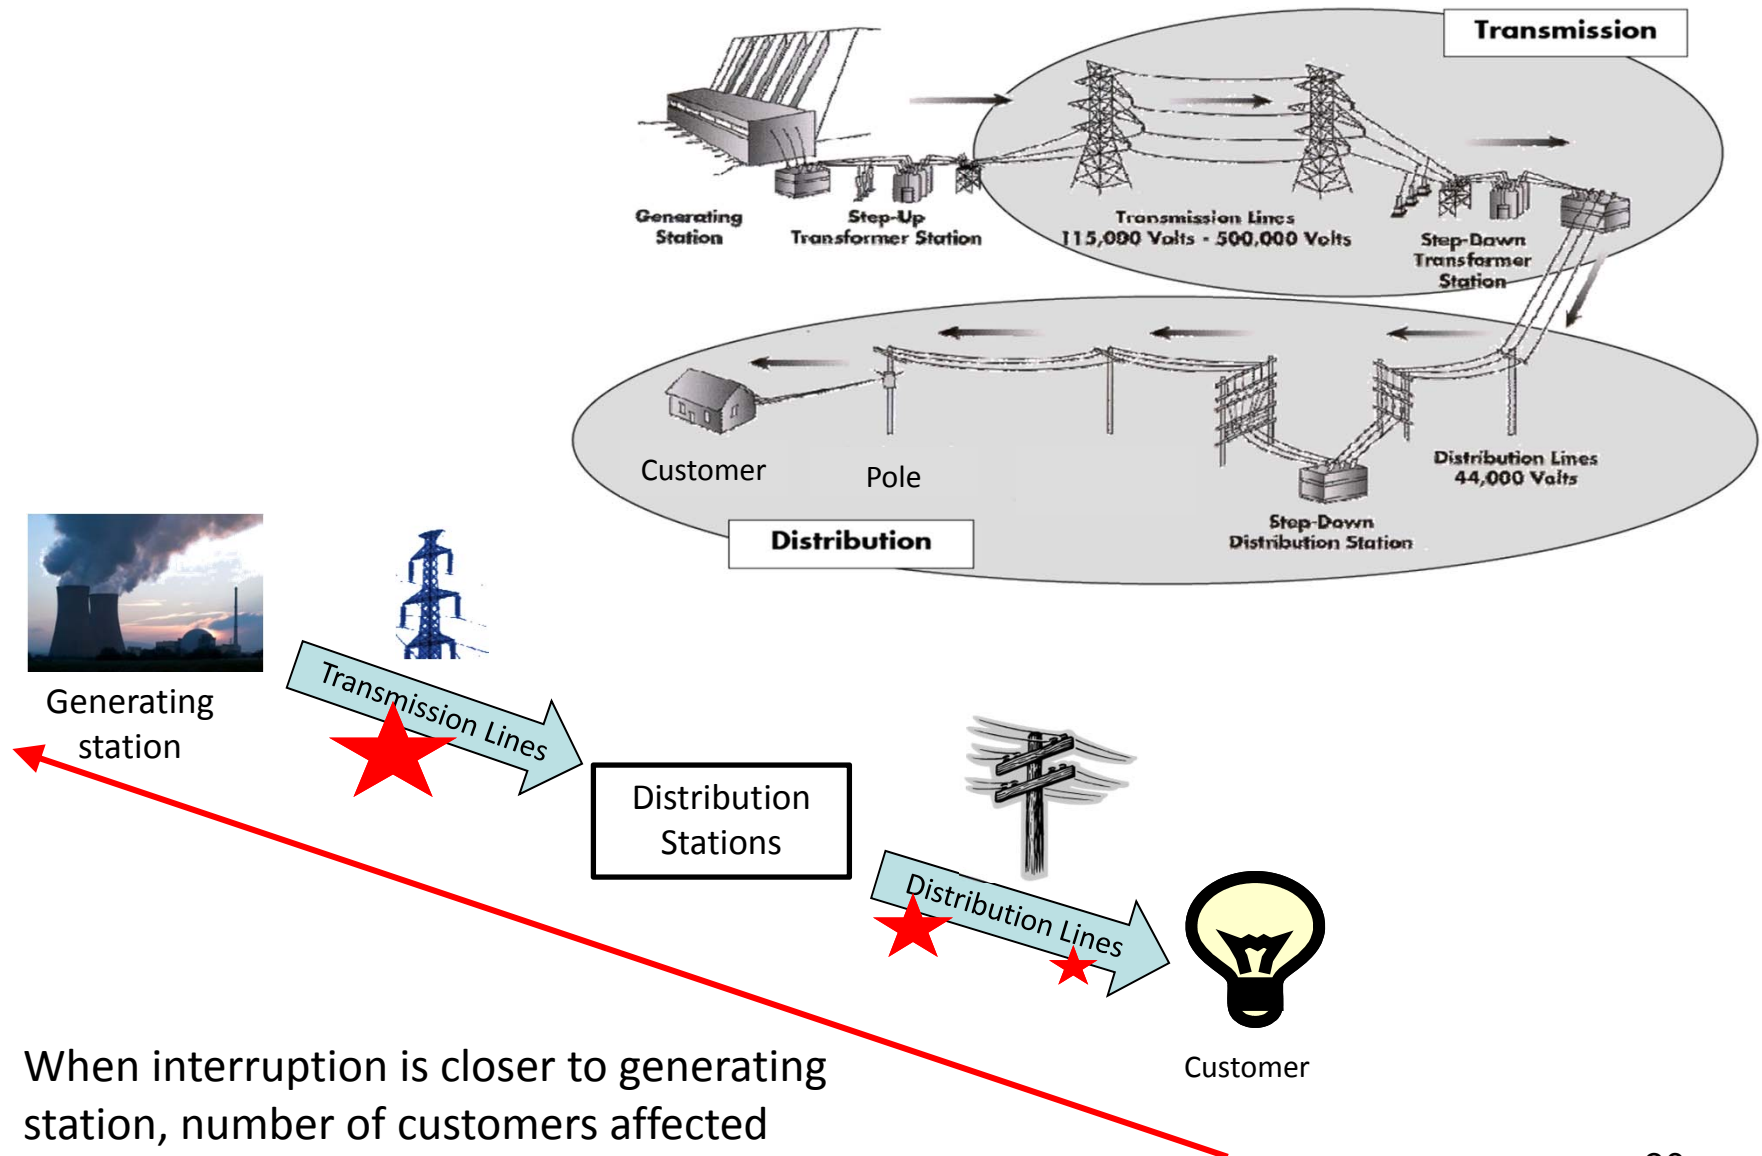 Transmission
Generating
Station
Step-Up
Transformer Station
Transmission Lines
115,000 Volts - 500,000 Volts
Step-Down
Transformer
Station
Customer
Pole
Distribution Lines
44,000 Volts
Step-Down
Distribution Station
Distribution
Generating
station
Transmission Lines
Distribution
Stations
Distribution Lines
Customer
When interruption is closer to generating
station, number of customers affected